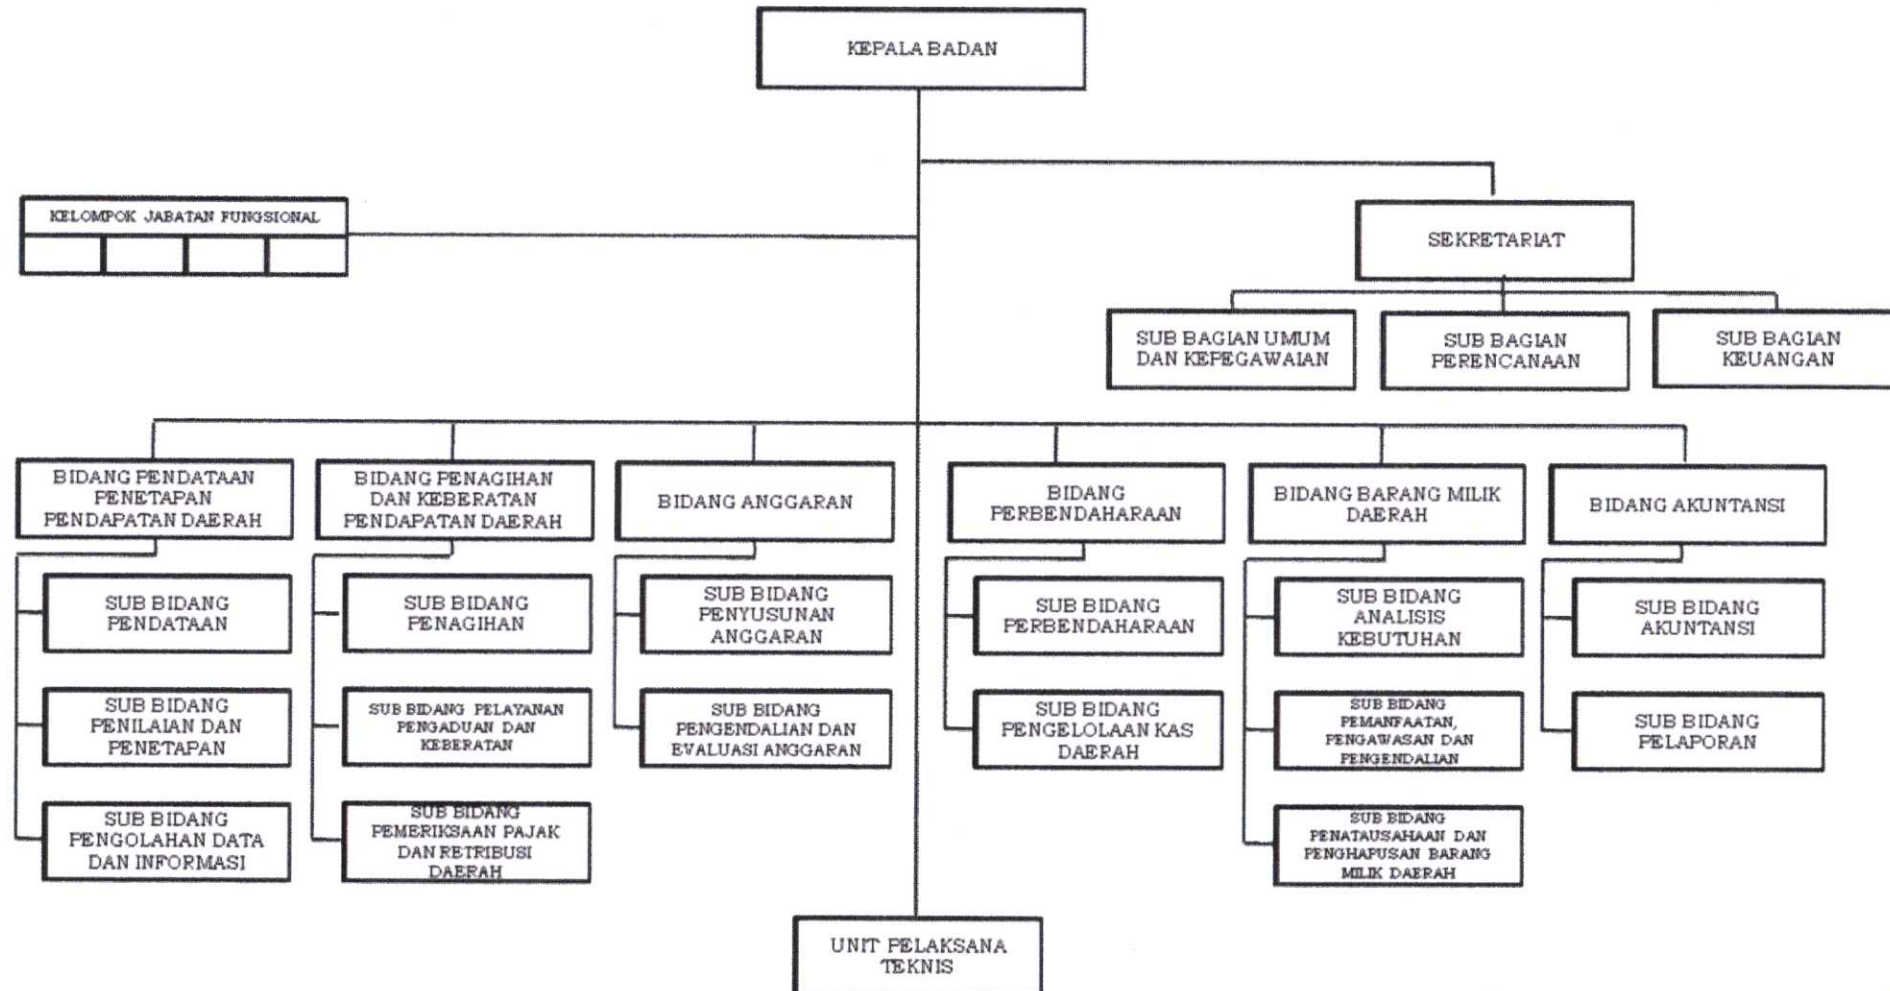 KEPALA BADAN
KELOMPOK JABATAN FUNGSIONAL
SEKRETARIAT
SUB BAGIAN UMUM
DAN KEPEGAWAIAN
SUB BAGIAN
PERENCANAAN
SUB BAGIAN
KEUANGAN
BIDANG PENDATAAN
PENETAPAN
PENDAPATAN DAERAH
BIDANG PENAGIHAN
DAN KEBERATAN
PENDAPATAN DAERAH
BIDANG ANGGARAN
BIDANG
PERBENDAHARAAN
BIDANG BARANG MILIK
DAERAH
BIDANG AKUNTANSI
SUB BIDANG
PENDATAAN
SUB BIDANG
PENAGIHAN
SUB BIDANG
PENYUSUNAN
ANGGARAN
SUB BIDANG
PERBENDAHARAAN
SUB BIDANG
ANALISIS
KEBUTUHAN
SUB BIDANG
AKUNTANSI
SUB BIDANG
PENILAIAN DAN
PENETAPAN
SUB BIDANG PELAYANAN
PENGADUAN DAN
KEBERATAN
SUB BIDANG
PENGENDALIAN DAN
EVALUASI ANGGARAN
SUB BIDANG
PENGELOLAAN KAS
DAERAH
SUB BIDANG
PEMANFAATAN,
PENGAWASAN DAN
PENGENDALIAN
SUB BIDANG
PELAPORAN
SUB BIDANG
PENGOLAHAN DATA
DAN INFORMASI
SUB BIDANG
PEMERIKSAAN PAJAK
DAN RETRIBUSI
DAERAH
SUB BIDANG
PENATAUSAHAAN DAN
PENGHAPUSAN BARANG
MILIK DAERAH
UNIT PELAKSANA
TEKNIS